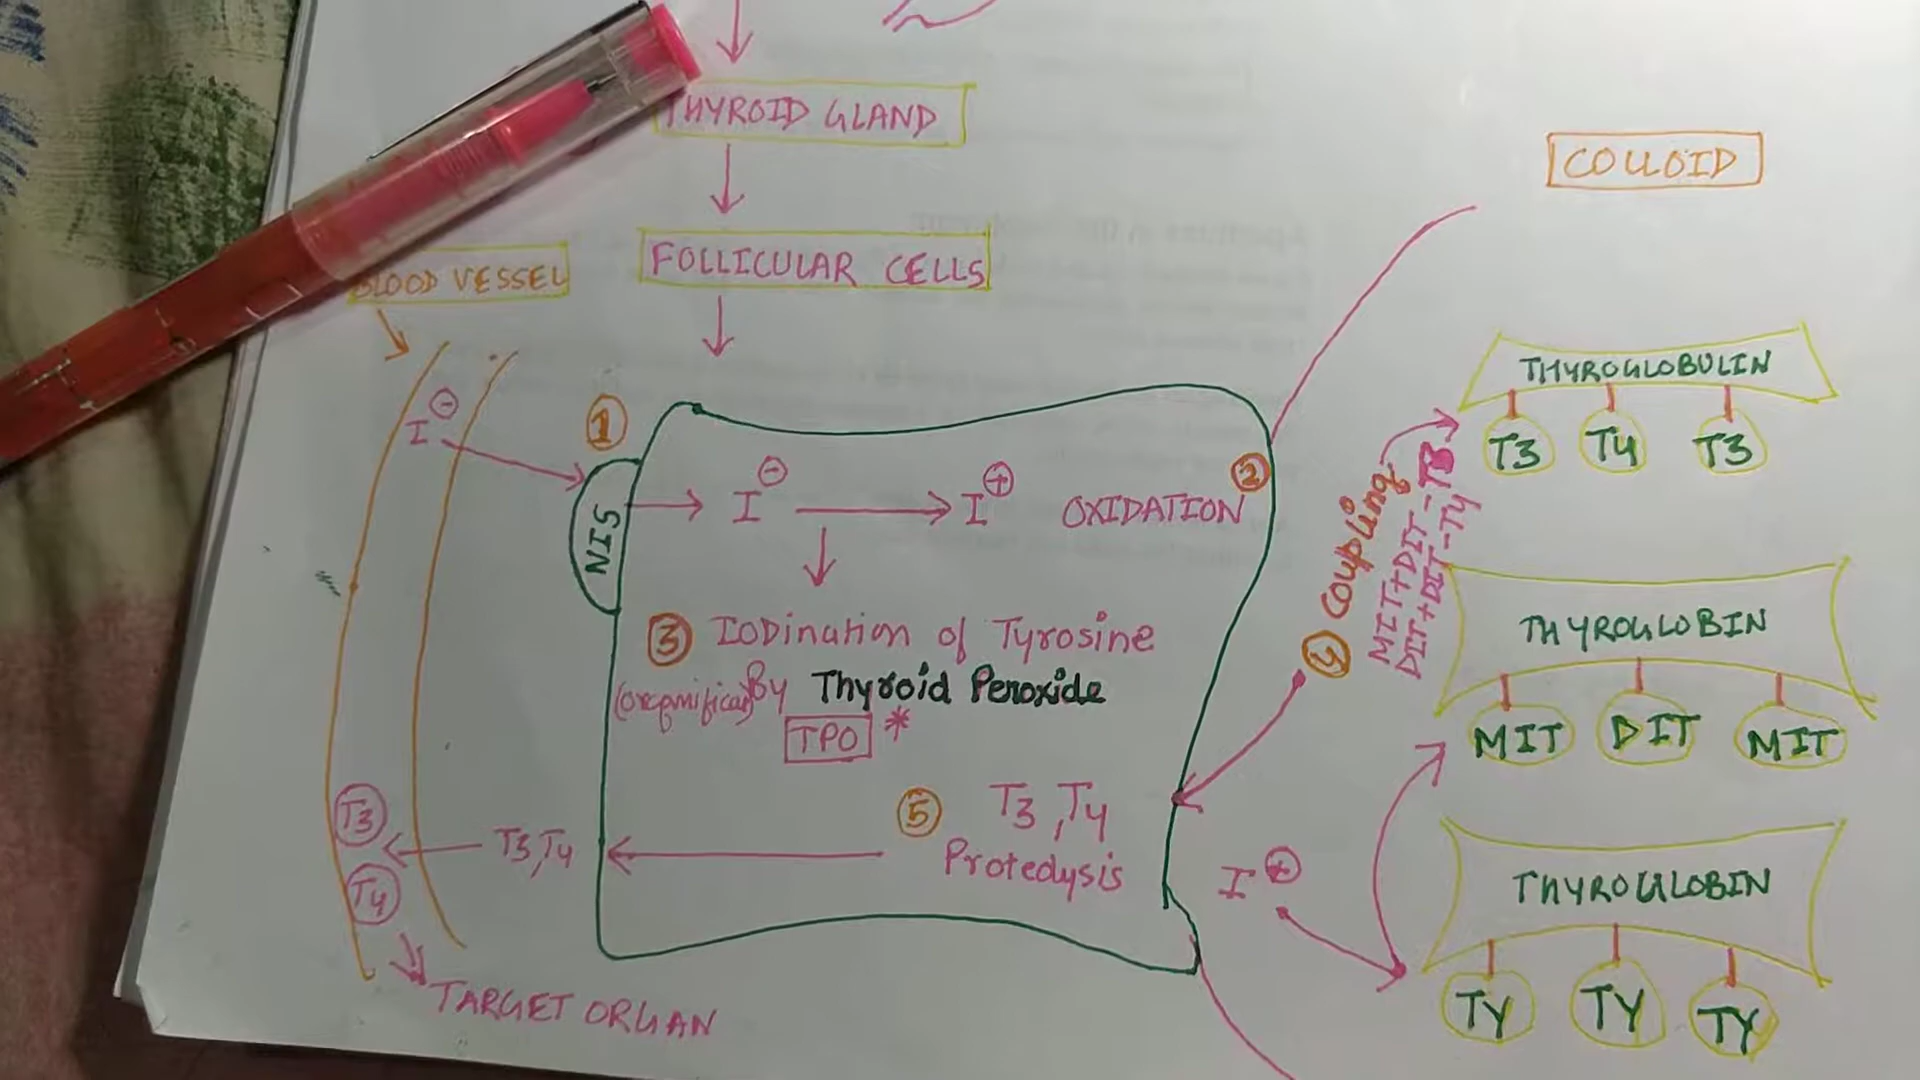 THYROID GLAND
COLLOID
FOLLICULAR CELLS
BLOOD VESSEL
I⊖
1
NIS
I⊖
I⊕
OXIDATION
2
3 IODination of Tyrosine
By Thyroid Peroxide
TPO *
5 T3, T4
Proteolysis
T3, T4
T3
T4
TARGET ORGAN
4 Coupling
MIT+DIT-T3
DIT+DIT-T4
THYROGLOBULIN
T3 T4 T3
THYROGLOBIN
MIT DIT MIT
I⊕
THYROGLOBIN
TY TY TY